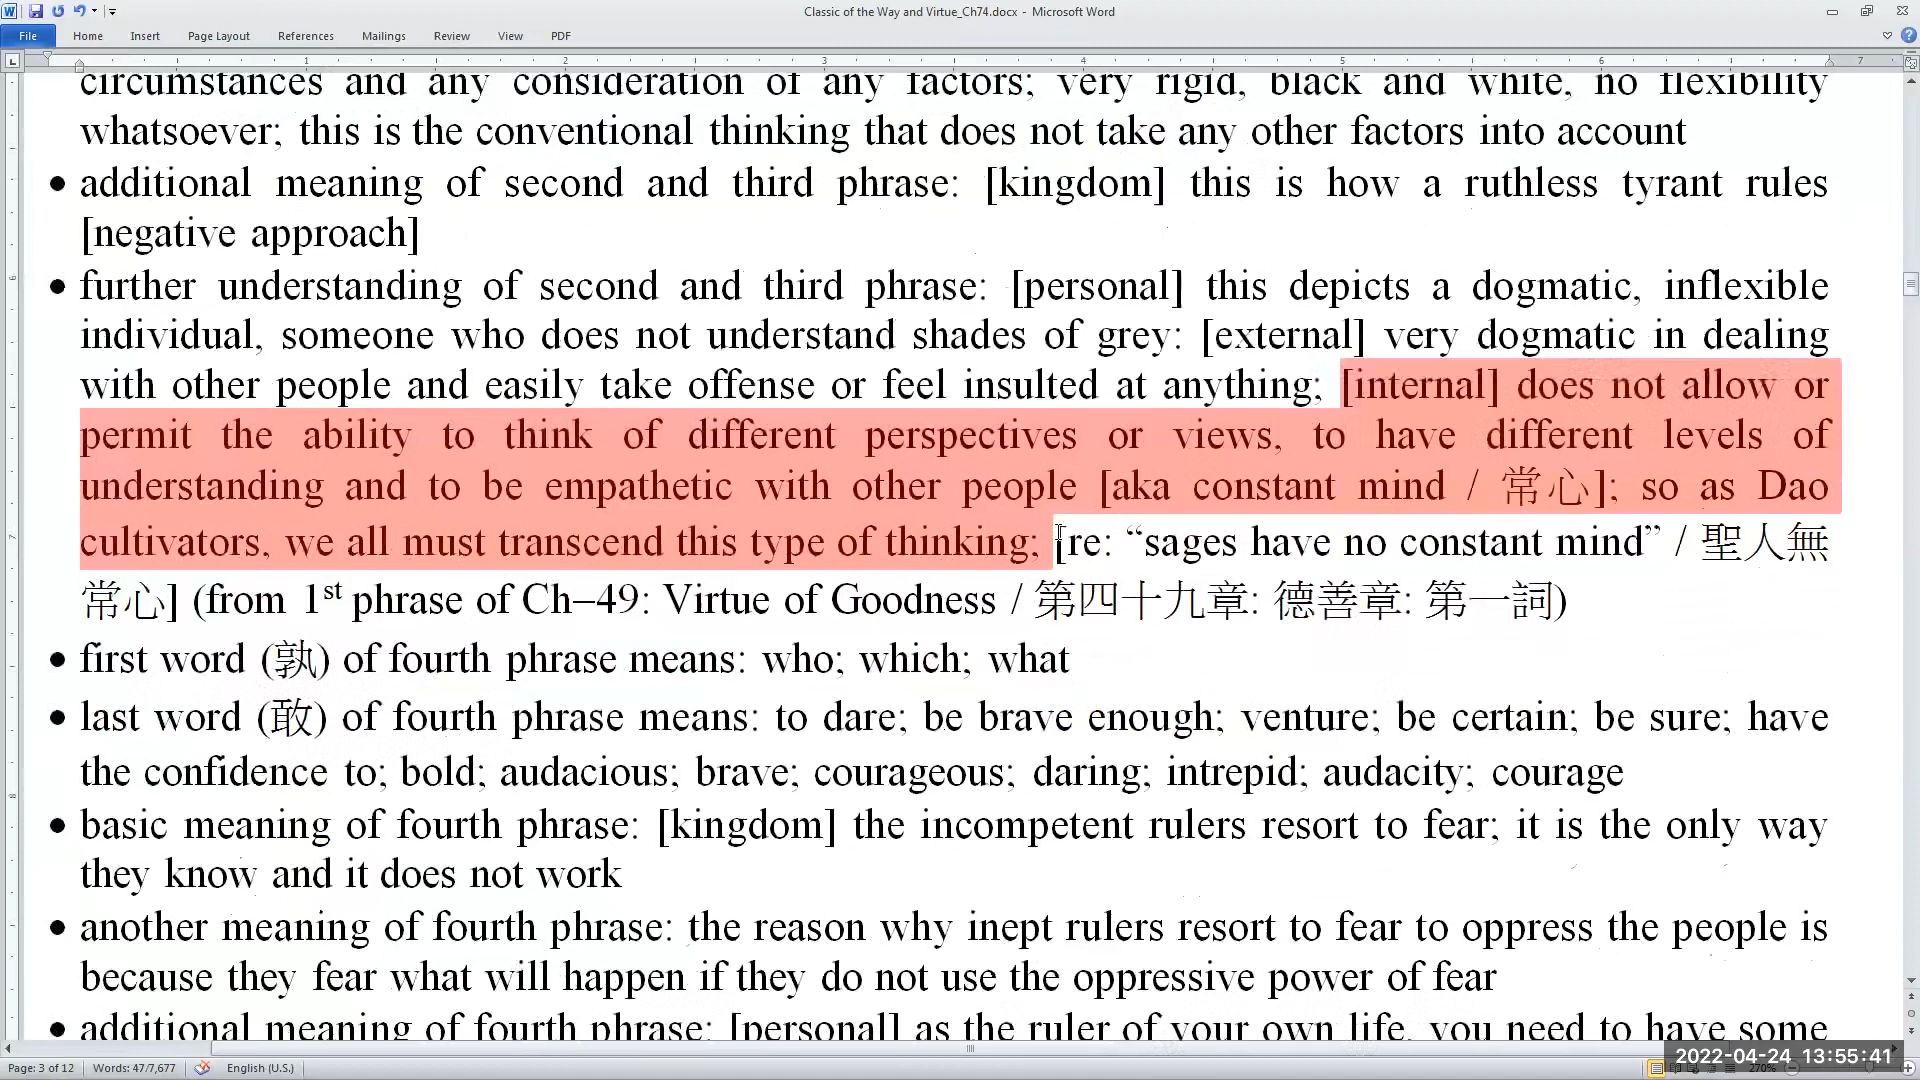 Classic of the Way and Virtue_Ch74.docx - Microsoft Word
File Home Insert Page Layout References Mailings Review View PDF
1 2 3 4 5 6 7
circumstances and any consideration of any factors; very rigid, black and white, no flexibility
whatsoever; this is the conventional thinking that does not take any other factors into account
• additional meaning of second and third phrase: [kingdom] this is how a ruthless tyrant rules
[negative approach]
• further understanding of second and third phrase: [personal] this depicts a dogmatic, inflexible
individual, someone who does not understand shades of grey: [external] very dogmatic in dealing
with other people and easily take offense or feel insulted at anything; [internal] does not allow or
permit the ability to think of different perspectives or views, to have different levels of
understanding and to be empathetic with other people [aka constant mind / 常心]; so as Dao
cultivators, we all must transcend this type of thinking; [re: “sages have no constant mind” / 聖人無
常心] (from 1st phrase of Ch–49: Virtue of Goodness / 第四十九章: 德善章: 第一詞)
• first word (孰) of fourth phrase means: who; which; what
• last word (敢) of fourth phrase means: to dare; be brave enough; venture; be certain; be sure; have
the confidence to; bold; audacious; brave; courageous; daring; intrepid; audacity; courage
• basic meaning of fourth phrase: [kingdom] the incompetent rulers resort to fear; it is the only way
they know and it does not work
• another meaning of fourth phrase: the reason why inept rulers resort to fear to oppress the people is
because they fear what will happen if they do not use the oppressive power of fear
• additional meaning of fourth phrase: [personal] as the ruler of your own life, you need to have some
Page: 3 of 12 Words: 47/7,677 English (U.S.) 270%
2022-04-24 13:55:41